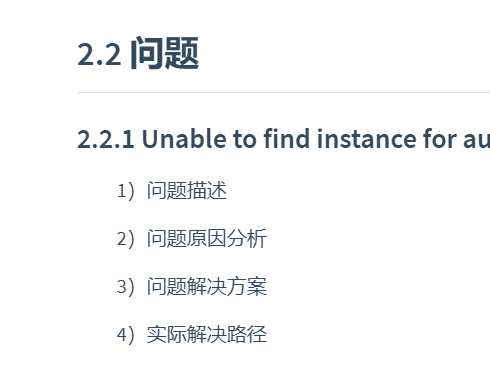 2.2 问题
2.2.1 Unable to find instance for au
1）问题描述
2）问题原因分析
3）问题解决方案
4）实际解决路径